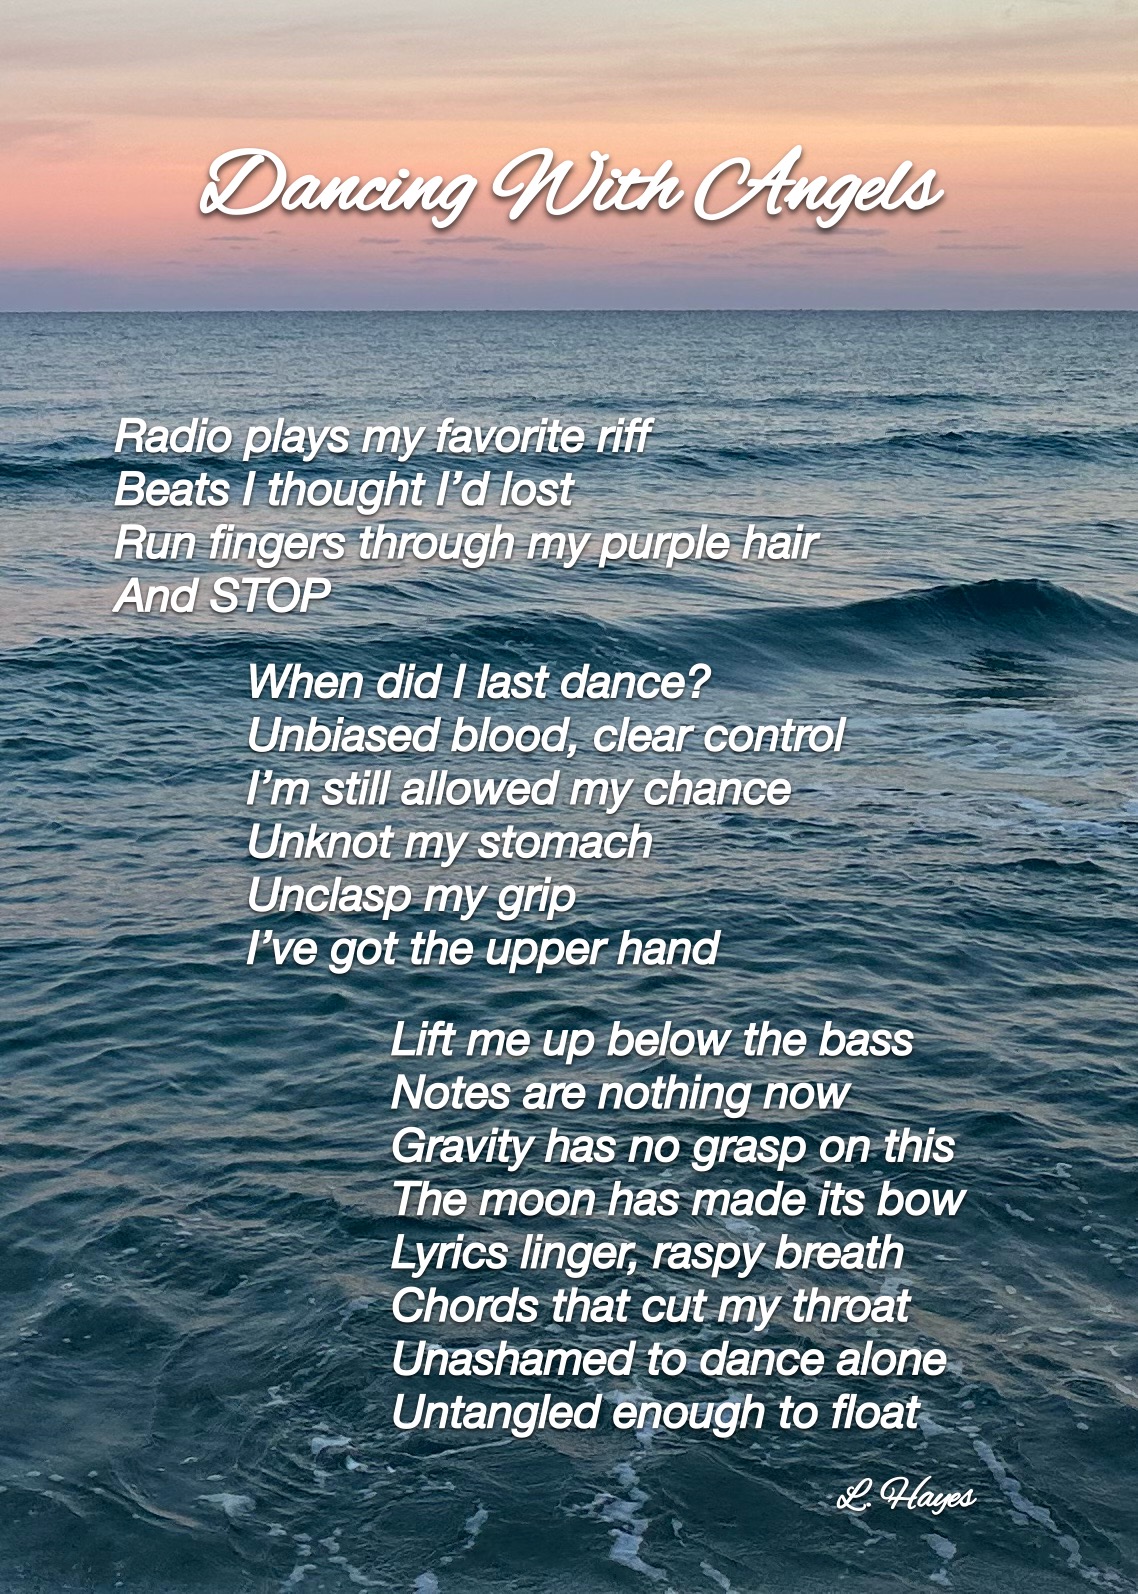 Dancing With Angels
Radio plays my favorite riff
Beats I thought I’d lost
Run fingers through my purple hair
And STOP
When did I last dance?
Unbiased blood, clear control
I’m still allowed my chance
Unknot my stomach
Unclasp my grip
I’ve got the upper hand
Lift me up below the bass
Notes are nothing now
Gravity has no grasp on this
The moon has made its bow
Lyrics linger, raspy breath
Chords that cut my throat
Unashamed to dance alone
Untangled enough to float
L. Hayes